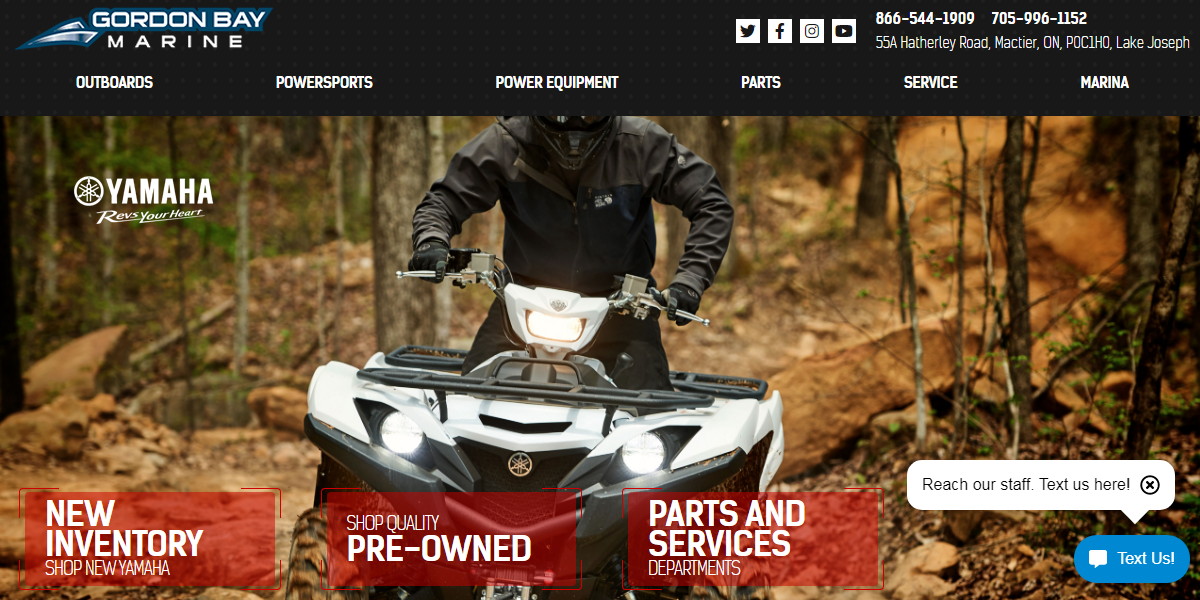 GORDON BAY
MARINE
866-544-1909 705-996-1152
55A Hatherley Road, Mactier, ON, P0C1H0, Lake Joseph
OUTBOARDS POWERSPORTS POWER EQUIPMENT PARTS SERVICE MARINA
YAMAHA
Revs Your Heart
Reach our staff. Text us here!
NEW
INVENTORY
SHOP NEW YAMAHA
SHOP QUALITY
PRE-OWNED
PARTS AND
SERVICES
DEPARTMENTS
Text Us!